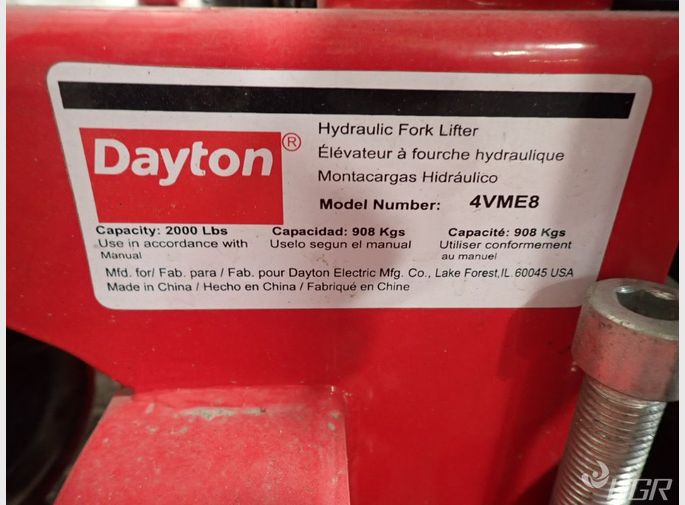 Dayton®
Hydraulic Fork Lifter
Élévateur à fourche hydraulique
Montacargas Hidráulico
Model Number: 4VME8
Capacity: 2000 Lbs
Use in accordance with
Manual
Capacidad: 908 Kgs
Uselo segun el manual
Capacité: 908 Kgs
Utiliser conformement
au manuel
Mfd. for/ Fab. para / Fab. pour Dayton Electric Mfg. Co., Lake Forest,IL 60045 USA
Made in China / Hecho en China / Fabriqué en Chine
EGR